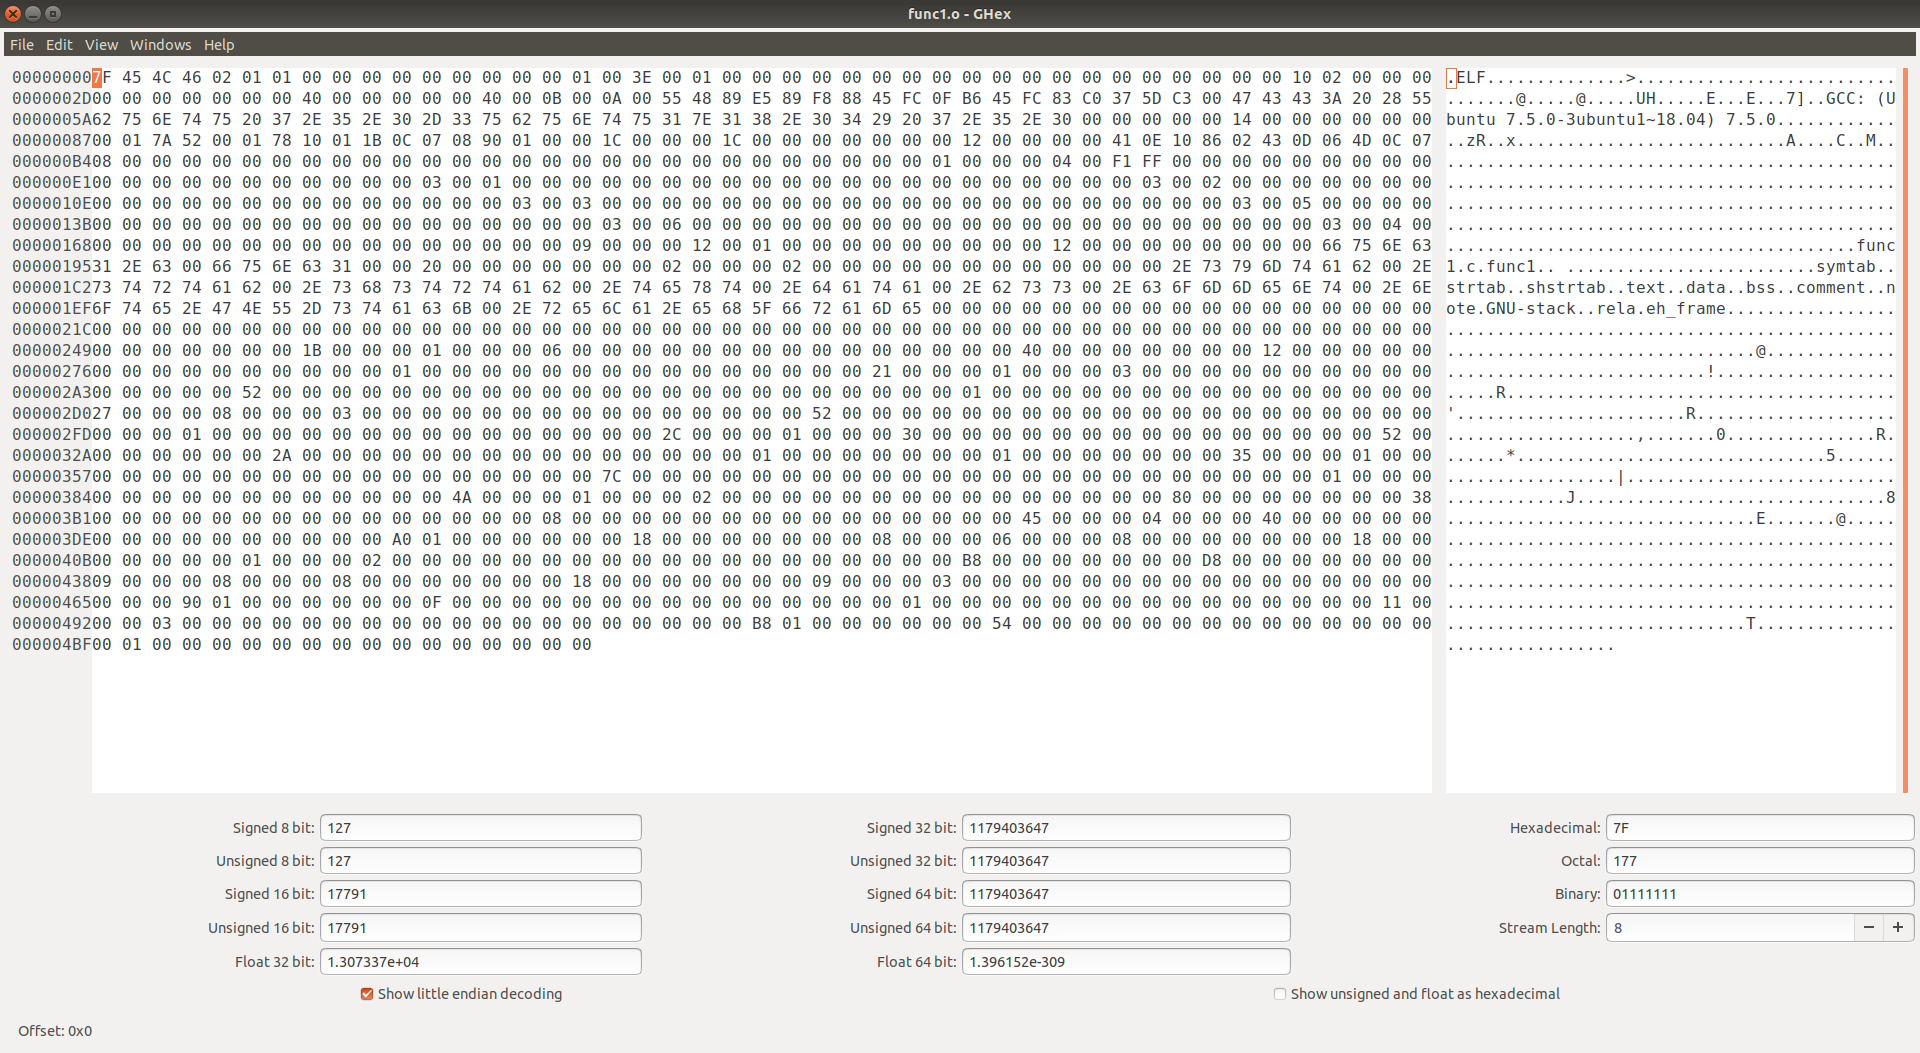 func1.o - GHex
File Edit View Windows Help
000000007F 45 4C 46 02 01 01 00 00 00 00 00 00 00 00 00 01 00 3E 00 01 00 00 00 00 00 00 00 00 00 00 00 00 00 00 00 00 00 00 00 10 02 00 00 00 .ELF..............>..........................
0000002D00 00 00 00 00 00 00 40 00 00 00 00 00 40 00 0B 00 0A 00 55 48 89 E5 89 F8 88 45 FC 0F B6 45 FC 83 C0 37 5D C3 00 47 43 43 3A 20 28 55 .......@.....@.....UH.....E...E...7]..GCC: (U
0000005A62 75 6E 74 75 20 37 2E 35 2E 30 2D 33 75 62 75 6E 74 75 31 7E 31 38 2E 30 34 29 20 37 2E 35 2E 30 00 00 00 00 00 14 00 00 00 00 00 00 buntu 7.5.0-3ubuntu1~18.04) 7.5.0............
0000008700 01 7A 52 00 01 78 10 01 1B 0C 07 08 90 01 00 00 1C 00 00 00 1C 00 00 00 00 00 00 00 12 00 00 00 00 41 0E 10 86 02 43 0D 06 4D 0C 07 ..zR..x...........................A....C..M..
000000B408 00 00 00 00 00 00 00 00 00 00 00 00 00 00 00 00 00 00 00 00 00 00 00 00 00 00 00 01 00 00 00 04 00 F1 FF 00 00 00 00 00 00 00 00 00 .............................................
000000E100 00 00 00 00 00 00 00 00 00 00 03 00 01 00 00 00 00 00 00 00 00 00 00 00 00 00 00 00 00 00 00 00 00 00 03 00 02 00 00 00 00 00 00 00 .............................................
0000010E00 00 00 00 00 00 00 00 00 00 00 00 00 00 03 00 03 00 00 00 00 00 00 00 00 00 00 00 00 00 00 00 00 00 00 00 00 00 03 00 05 00 00 00 00 .............................................
0000013B00 00 00 00 00 00 00 00 00 00 00 00 00 00 00 00 00 03 00 06 00 00 00 00 00 00 00 00 00 00 00 00 00 00 00 00 00 00 00 00 00 03 00 04 00 .............................................
0000016800 00 00 00 00 00 00 00 00 00 00 00 00 00 00 00 09 00 00 00 12 00 01 00 00 00 00 00 00 00 00 00 12 00 00 00 00 00 00 00 00 66 75 6E 63 .........................................func
0000019531 2E 63 00 66 75 6E 63 31 00 00 20 00 00 00 00 00 00 00 02 00 00 00 02 00 00 00 00 00 00 00 00 00 00 00 00 2E 73 79 6D 74 61 62 00 2E 1.c.func1.. .........................symtab..
000001C273 74 72 74 61 62 00 2E 73 68 73 74 72 74 61 62 00 2E 74 65 78 74 00 2E 64 61 74 61 00 2E 62 73 73 00 2E 63 6F 6D 6D 65 6E 74 00 2E 6E strtab..shstrtab..text..data..bss..comment..n
000001EF6F 74 65 2E 47 4E 55 2D 73 74 61 63 6B 00 2E 72 65 6C 61 2E 65 68 5F 66 72 61 6D 65 00 00 00 00 00 00 00 00 00 00 00 00 00 00 00 00 00 ote.GNU-stack..rela.eh_frame.................
0000021C00 00 00 00 00 00 00 00 00 00 00 00 00 00 00 00 00 00 00 00 00 00 00 00 00 00 00 00 00 00 00 00 00 00 00 00 00 00 00 00 00 00 00 00 00 .............................................
0000024900 00 00 00 00 00 00 1B 00 00 00 01 00 00 00 06 00 00 00 00 00 00 00 00 00 00 00 00 00 00 00 40 00 00 00 00 00 00 00 12 00 00 00 00 00 ...............................@.............
0000027600 00 00 00 00 00 00 00 00 00 01 00 00 00 00 00 00 00 00 00 00 00 00 00 00 00 21 00 00 00 01 00 00 00 03 00 00 00 00 00 00 00 00 00 00 ..........................!..................
000002A300 00 00 00 00 52 00 00 00 00 00 00 00 00 00 00 00 00 00 00 00 00 00 00 00 00 00 00 00 01 00 00 00 00 00 00 00 00 00 00 00 00 00 00 00 .....R.......................................
000002D027 00 00 00 08 00 00 00 03 00 00 00 00 00 00 00 00 00 00 00 00 00 00 00 52 00 00 00 00 00 00 00 00 00 00 00 00 00 00 00 00 00 00 00 00 '.......................R....................
000002FD00 00 00 01 00 00 00 00 00 00 00 00 00 00 00 00 00 00 00 2C 00 00 00 01 00 00 00 30 00 00 00 00 00 00 00 00 00 00 00 00 00 00 00 52 00 ...................,.......0...............R.
0000032A00 00 00 00 00 00 2A 00 00 00 00 00 00 00 00 00 00 00 00 00 00 00 01 00 00 00 00 00 00 00 01 00 00 00 00 00 00 00 35 00 00 00 01 00 00 ......*...............................5......
0000035700 00 00 00 00 00 00 00 00 00 00 00 00 00 00 00 00 7C 00 00 00 00 00 00 00 00 00 00 00 00 00 00 00 00 00 00 00 00 00 00 00 01 00 00 00 .................|...........................
0000038400 00 00 00 00 00 00 00 00 00 00 00 4A 00 00 00 01 00 00 00 02 00 00 00 00 00 00 00 00 00 00 00 00 00 00 00 80 00 00 00 00 00 00 00 38 ............J...............................8
000003B100 00 00 00 00 00 00 00 00 00 00 00 00 00 00 08 00 00 00 00 00 00 00 00 00 00 00 00 00 00 00 45 00 00 00 04 00 00 00 40 00 00 00 00 00 ...............................E.......@.....
000003DE00 00 00 00 00 00 00 00 00 00 A0 01 00 00 00 00 00 00 18 00 00 00 00 00 00 00 08 00 00 00 06 00 00 00 08 00 00 00 00 00 00 00 18 00 00 .............................................
0000040B00 00 00 00 00 01 00 00 00 02 00 00 00 00 00 00 00 00 00 00 00 00 00 00 00 00 00 00 00 B8 00 00 00 00 00 00 00 D8 00 00 00 00 00 00 00 .............................................
0000043809 00 00 00 08 00 00 00 08 00 00 00 00 00 00 00 18 00 00 00 00 00 00 00 09 00 00 00 03 00 00 00 00 00 00 00 00 00 00 00 00 00 00 00 00 .............................................
0000046500 00 00 90 01 00 00 00 00 00 00 0F 00 00 00 00 00 00 00 00 00 00 00 00 00 00 00 01 00 00 00 00 00 00 00 00 00 00 00 00 00 00 00 11 00 .............................................
0000049200 00 03 00 00 00 00 00 00 00 00 00 00 00 00 00 00 00 00 00 00 00 B8 01 00 00 00 00 00 00 54 00 00 00 00 00 00 00 00 00 00 00 00 00 00 ..............................T..............
000004BF00 01 00 00 00 00 00 00 00 00 00 00 00 00 00 00 00 .................
Signed 8 bit: 127 Signed 32 bit: 1179403647 Hexadecimal: 7F
Unsigned 8 bit: 127 Unsigned 32 bit: 1179403647 Octal: 177
Signed 16 bit: 17791 Signed 64 bit: 1179403647 Binary: 01111111
Unsigned 16 bit: 17791 Unsigned 64 bit: 1179403647 Stream Length: 8 − +
Float 32 bit: 1.307337e+04 Float 64 bit: 1.396152e-309
Show little endian decoding Show unsigned and float as hexadecimal
Offset: 0x0